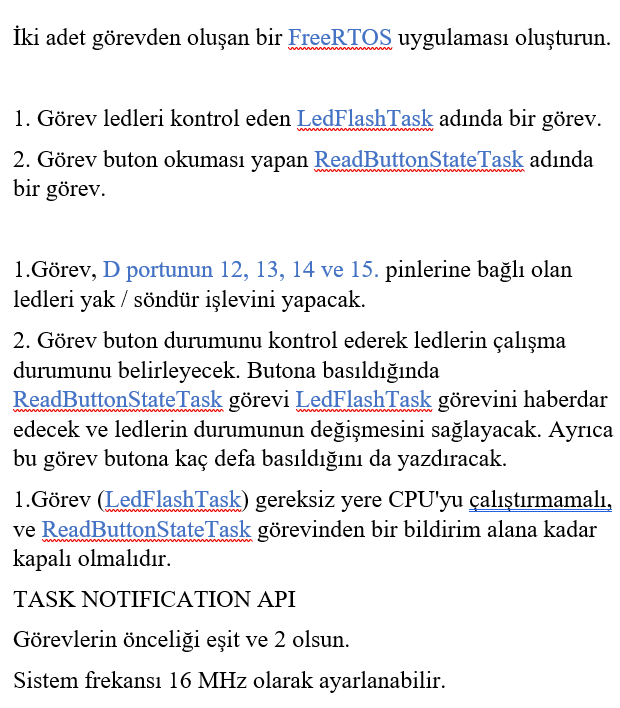 İki adet görevden oluşan bir FreeRTOS uygulaması oluşturun.
1. Görev ledleri kontrol eden LedFlashTask adında bir görev.
2. Görev buton okuması yapan ReadButtonStateTask adında
bir görev.
1.Görev, D portunun 12, 13, 14 ve 15. pinlerine bağlı olan
ledleri yak / söndür işlevini yapacak.
2. Görev buton durumunu kontrol ederek ledlerin çalışma
durumunu belirleyecek. Butona basıldığında
ReadButtonStateTask görevi LedFlashTask görevini haberdar
edecek ve ledlerin durumunun değişmesini sağlayacak. Ayrıca
bu görev butona kaç defa basıldığını da yazdıracak.
1.Görev (LedFlashTask) gereksiz yere CPU'yu çalıştırmamalı,
ve ReadButtonStateTask görevinden bir bildirim alana kadar
kapalı olmalıdır.
TASK NOTIFICATION API
Görevlerin önceliği eşit ve 2 olsun.
Sistem frekansı 16 MHz olarak ayarlanabilir.